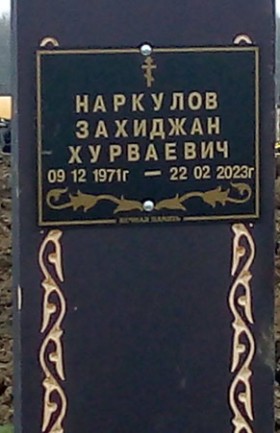 НАРКУЛОВ
ЗАХИДЖАН
ХУРВАЕВИЧ
09 12 1971г — 22 02 2023г
ВЕЧНАЯ ПАМЯТЬ